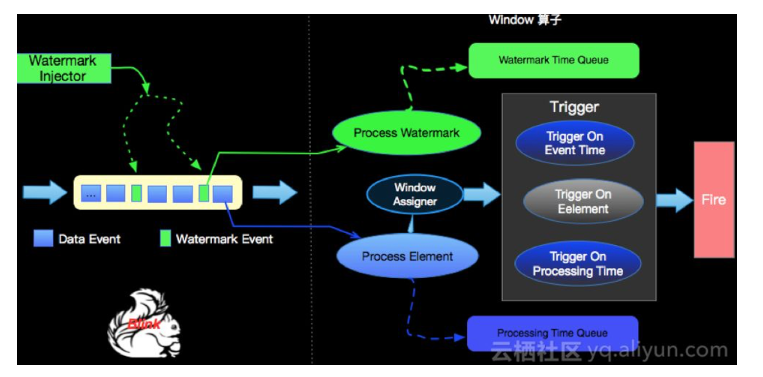 Window 算子
Watermark
Injector
Watermark Time Queue
Process Watermark
Trigger
Trigger On
Event Time
Window
Assigner
Trigger On
Eelement
Fire
...
Data Event
Watermark Event
Process Element
Trigger On
Processing Time
Blink
Processing Time Queue
云栖社区 yq.aliyun.com